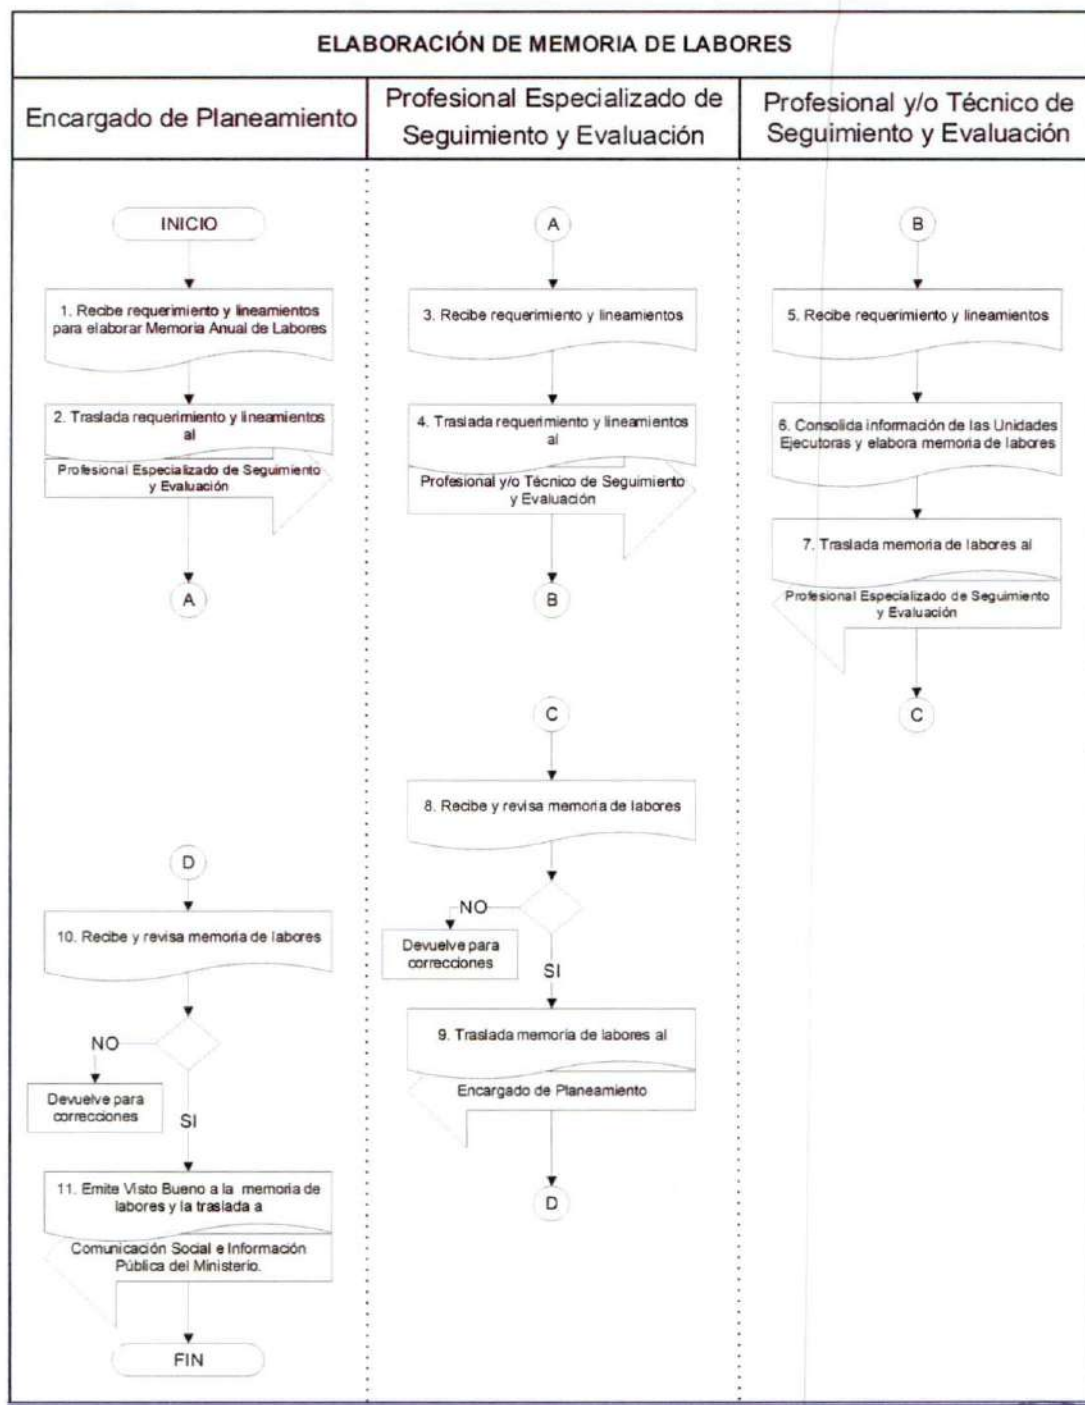 ELABORACIÓN DE MEMORIA DE LABORES
Encargado de Planeamiento
Profesional Especializado de
Seguimiento y Evaluación
Profesional y/o Técnico de
Seguimiento y Evaluación
INICIO
1. Recibe requerimiento y lineamientos
para elaborar Memoria Anual de Labores
2. Traslada requerimiento y lineamientos
al
Profesional Especializado de Seguimiento
y Evaluación
A
A
3. Recibe requerimiento y lineamientos
4. Traslada requerimiento y lineamientos
al
Profesional y/o Técnico de Seguimiento
y Evaluación
B
B
5. Recibe requerimiento y lineamientos
6. Consolida información de las Unidades
Ejecutoras y elabora memoria de labores
7. Traslada memoria de labores al
Profesional Especializado de Seguimiento
y Evaluación
C
C
8. Recibe y revisa memoria de labores
NO
Devuelve para
correcciones
SI
9. Traslada memoria de labores al
Encargado de Planeamiento
D
D
10. Recibe y revisa memoria de labores
NO
Devuelve para
correcciones
SI
11. Emite Visto Bueno a la memoria de
labores y la traslada a
Comunicación Social e Información
Pública del Ministerio.
FIN